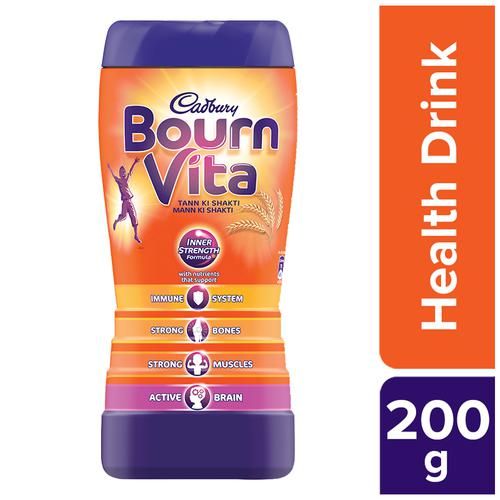 Cadbury
Bourn
Vita
TANN KI SHAKTI
MANN KI SHAKTI
INNER
STRENGTH
Formula
with nutrients
that support
IMMUNE SYSTEM
STRONG BONES
STRONG MUSCLES
ACTIVE BRAIN
Health Drink
200
g